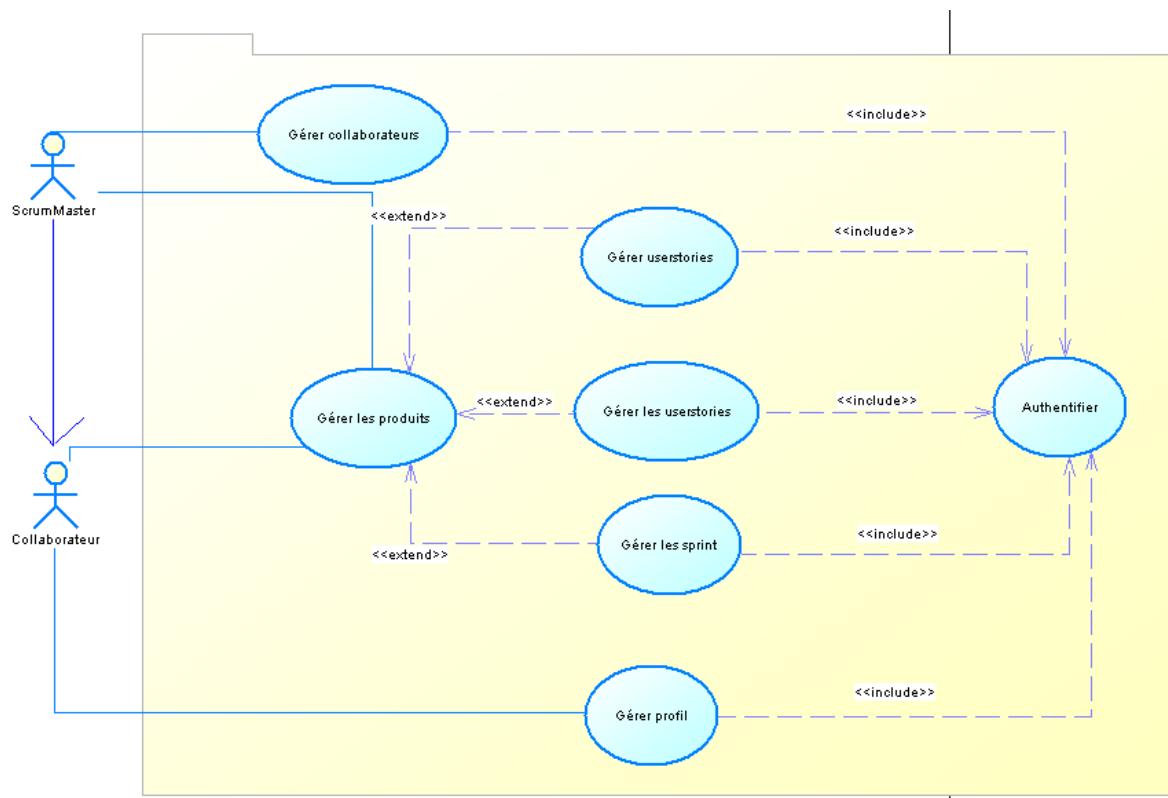 <<include>>
Gérer collaborateurs
ScrumMaster
<<extend>>
<<include>>
Gérer userstories
<<extend>>
<<include>>
Gérer les produits
Gérer les userstories
Authentifier
Collaborateur
<<extend>>
Gérer les sprint
<<include>>
<<include>>
Gérer profil